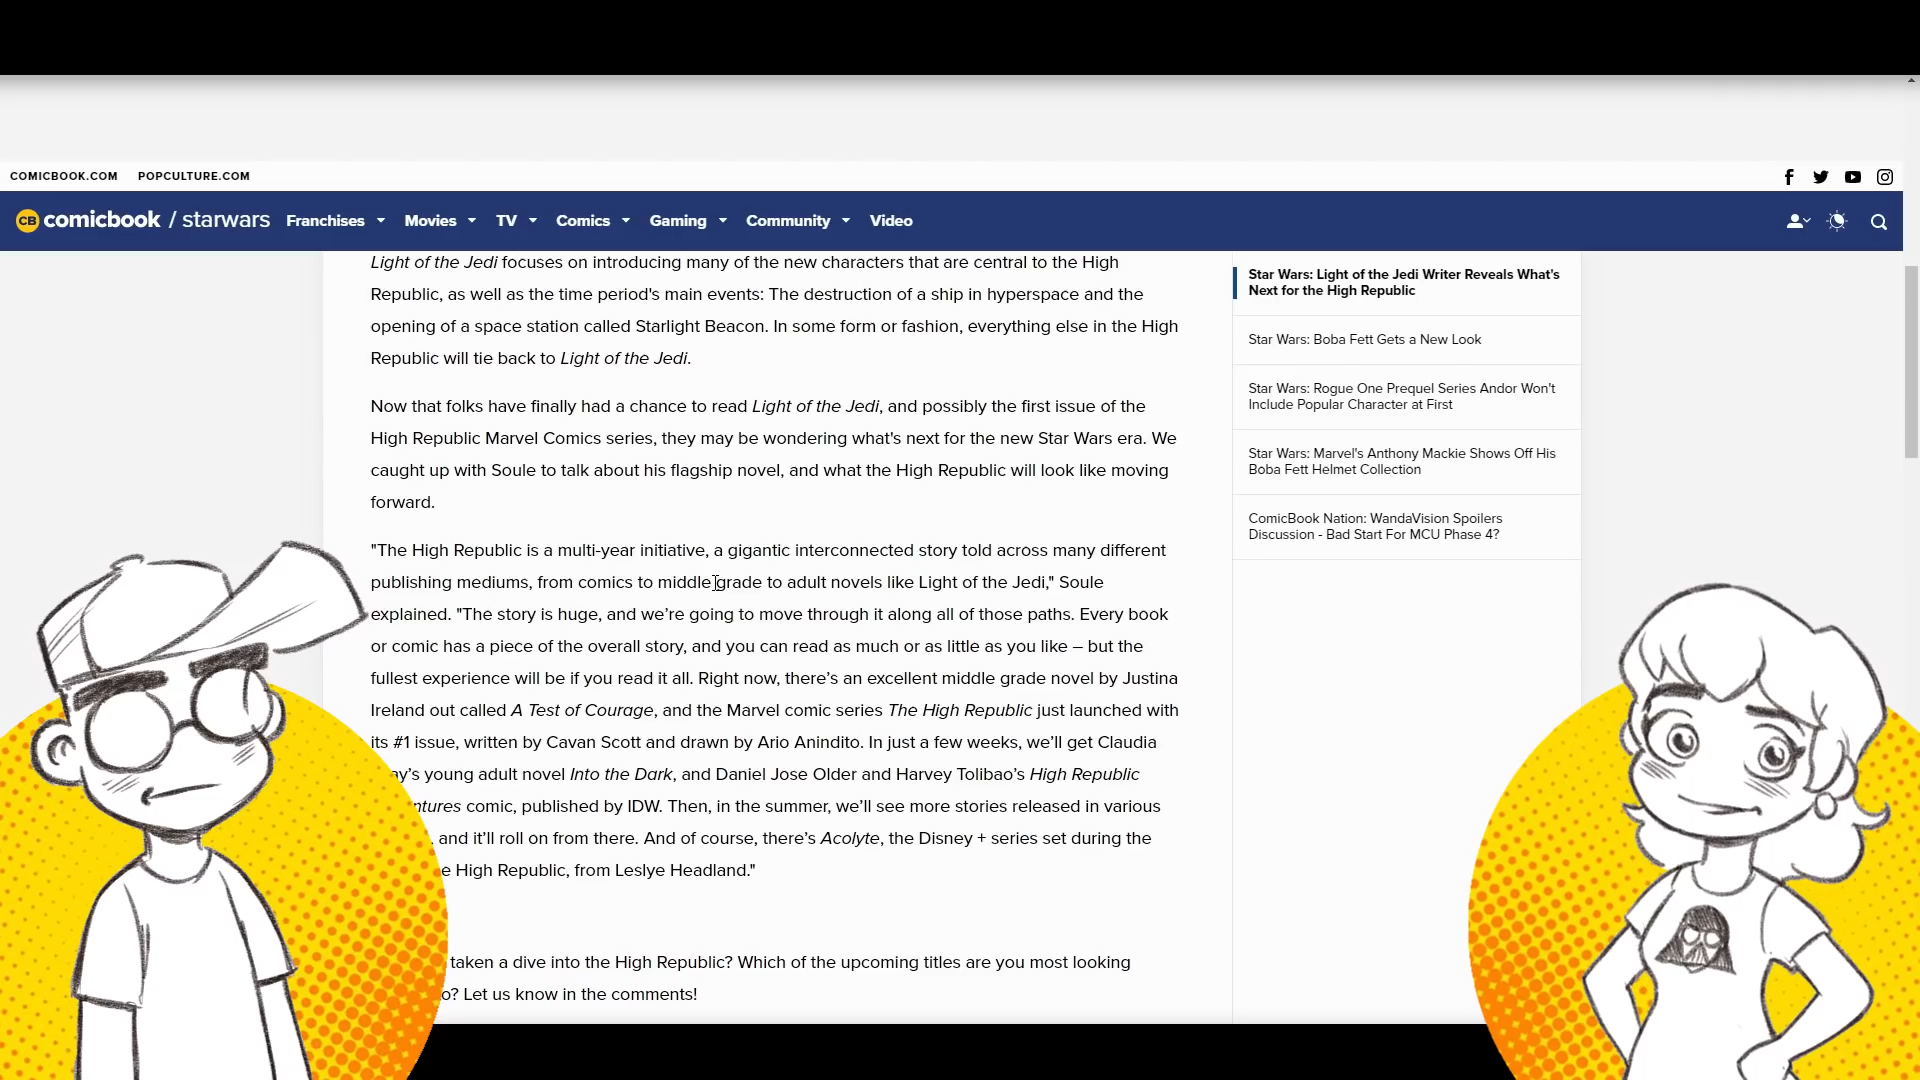 COMICBOOK.COM POPCULTURE.COM
CB comicbook / starwars Franchises Movies TV Comics Gaming Community Video
Light of the Jedi focuses on introducing many of the new characters that are central to the High
Republic, as well as the time period's main events: The destruction of a ship in hyperspace and the
opening of a space station called Starlight Beacon. In some form or fashion, everything else in the High
Republic will tie back to Light of the Jedi.
Now that folks have finally had a chance to read Light of the Jedi, and possibly the first issue of the
High Republic Marvel Comics series, they may be wondering what's next for the new Star Wars era. We
caught up with Soule to talk about his flagship novel, and what the High Republic will look like moving
forward.
"The High Republic is a multi-year initiative, a gigantic interconnected story told across many different
publishing mediums, from comics to middle grade to adult novels like Light of the Jedi," Soule
explained. "The story is huge, and we're going to move through it along all of those paths. Every book
or comic has a piece of the overall story, and you can read as much or as little as you like – but the
fullest experience will be if you read it all. Right now, there's an excellent middle grade novel by Justina
Ireland out called A Test of Courage, and the Marvel comic series The High Republic just launched with
its #1 issue, written by Cavan Scott and drawn by Ario Anindito. In just a few weeks, we'll get Claudia
young adult novel Into the Dark, and Daniel Jose Older and Harvey Tolibao's High Republic
comic, published by IDW. Then, in the summer, we'll see more stories released in various
, and it'll roll on from there. And of course, there's Acolyte, the Disney + series set during the
High Republic, from Leslye Headland."
taken a dive into the High Republic? Which of the upcoming titles are you most looking
? Let us know in the comments!
Star Wars: Light of the Jedi Writer Reveals What's
Next for the High Republic
Star Wars: Boba Fett Gets a New Look
Star Wars: Rogue One Prequel Series Andor Won't
Include Popular Character at First
Star Wars: Marvel's Anthony Mackie Shows Off His
Boba Fett Helmet Collection
ComicBook Nation: WandaVision Spoilers
Discussion - Bad Start For MCU Phase 4?